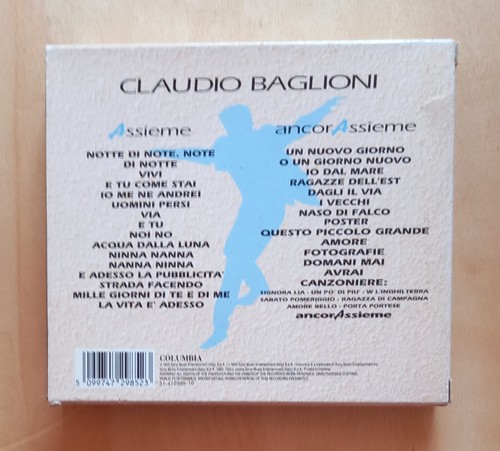 CLAUDIO BAGLIONI
Assieme
NOTTE DI NOTE, NOTE
DI NOTTE
VIVI
E TU COME STAI
IO ME NE ANDREI
UOMINI PERSI
VIA
E TU
NOI NO
ACQUA DALLA LUNA
NINNA NANNA
NANNA NINNA
E ADESSO LA PUBBLICITA'
STRADA FACENDO
MILLE GIORNI DI TE E DI ME
LA VITA E' ADESSO
ancorAssieme
UN NUOVO GIORNO
O UN GIORNO NUOVO
IO DAL MARE
RAGAZZE DELL'EST
DAGLI IL VIA
I VECCHI
NASO DI FALCO
POSTER
QUESTO PICCOLO GRANDE
AMORE
FOTOGRAFIE
DOMANI MAI
AVRAI
CANZONIERE:
SIGNORA LIA - UN PO' DI PIU' - W L'INGHILTERRA
SABATO POMERIGGIO - RAGAZZA DI CAMPAGNA
AMORE BELLO - PORTA PORTESE
ancorAssieme
COLUMBIA
5 099747 298523